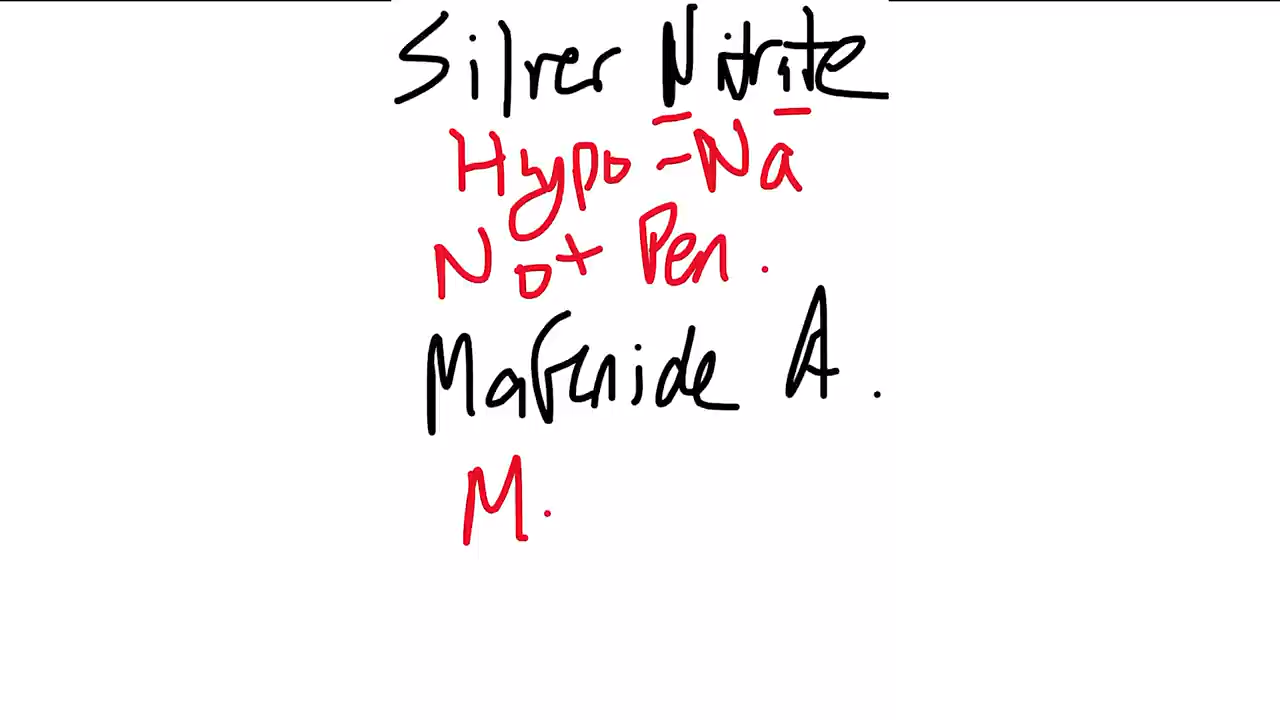 Silver Nitrite
Hypo-Na
Not Pen.
Mafenide A.
M.